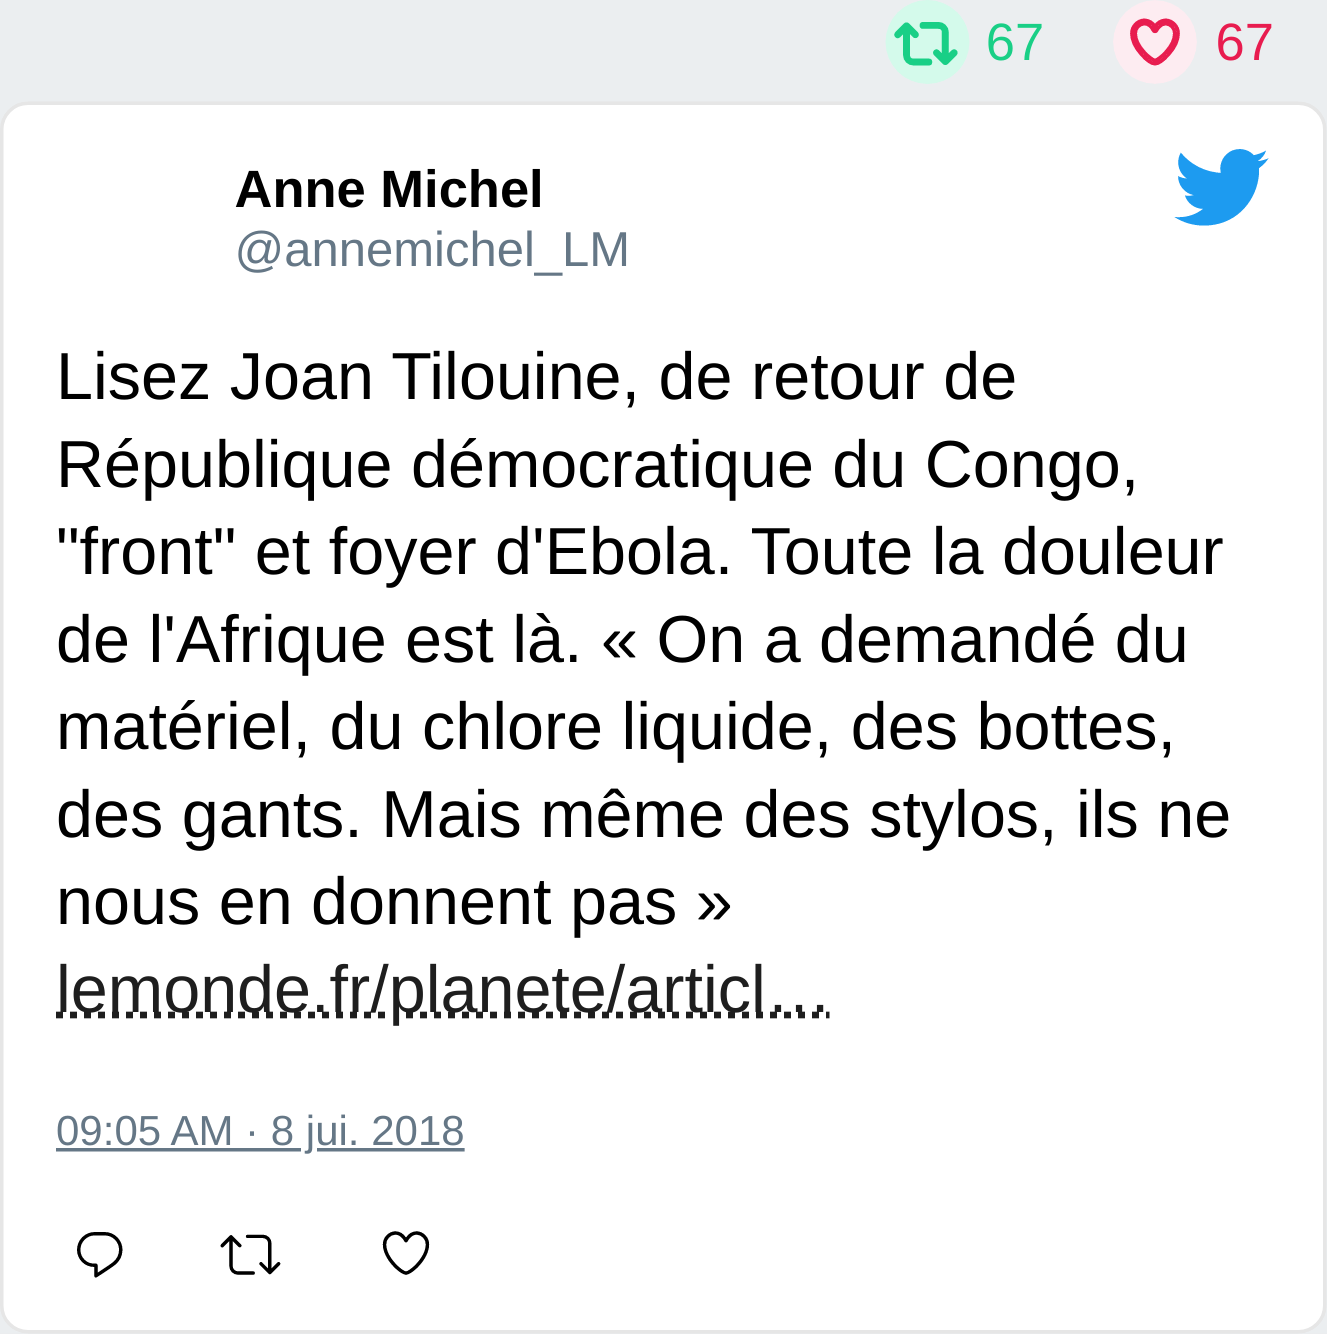 67 67
Anne Michel
@annemichel_LM
Lisez Joan Tilouine, de retour de
République démocratique du Congo,
"front" et foyer d'Ebola. Toute la douleur
de l'Afrique est là. « On a demandé du
matériel, du chlore liquide, des bottes,
des gants. Mais même des stylos, ils ne
nous en donnent pas »
lemonde.fr/planete/articl…
09:05 AM · 8 jui. 2018